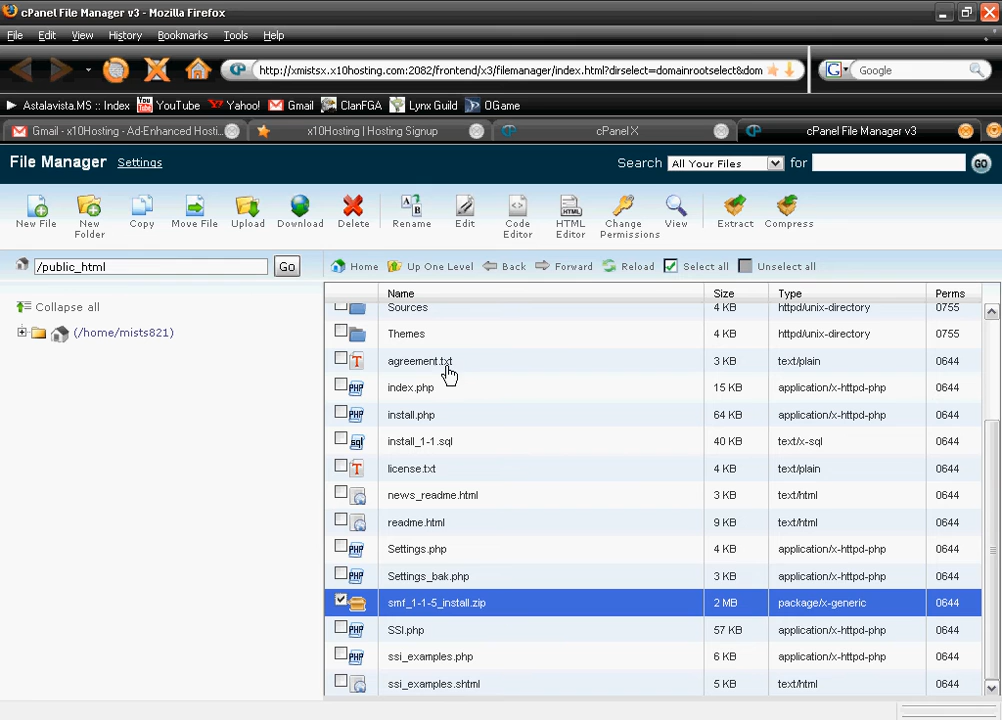 cPanel File Manager v3 - Mozilla Firefox
File Edit View History Bookmarks Tools Help
http://xmistsx.x10hosting.com:2082/frontend/x3/filemanager/index.html?dirselect=domainrootselect&dom
Google
Astalavista.MS :: Index YouTube Yahoo! Gmail ClanFGA Lynx Guild OGame
Gmail - x10Hosting - Ad-Enhanced Hosti... x10Hosting | Hosting Signup cPanel X cPanel File Manager v3
File Manager Settings Search All Your Files for GO
New File New Folder Copy Move File Upload Download Delete Rename Edit Code Editor HTML Editor Change Permissions View Extract Compress
/public_html Go Home Up One Level Back Forward Reload Select all Unselect all
Collapse all
(/home/mists821)
Name Size Type Perms
Sources 4 KB httpd/unix-directory 0755
Themes 4 KB httpd/unix-directory 0755
agreement.txt 3 KB text/plain 0644
index.php 15 KB application/x-httpd-php 0644
install.php 64 KB application/x-httpd-php 0644
install_1-1.sql 40 KB text/x-sql 0644
license.txt 4 KB text/plain 0644
news_readme.html 3 KB text/html 0644
readme.html 9 KB text/html 0644
Settings.php 4 KB application/x-httpd-php 0644
Settings_bak.php 3 KB application/x-httpd-php 0644
smf_1-1-5_install.zip 2 MB package/x-generic 0644
SSI.php 57 KB application/x-httpd-php 0644
ssi_examples.php 6 KB application/x-httpd-php 0644
ssi_examples.shtml 5 KB text/html 0644